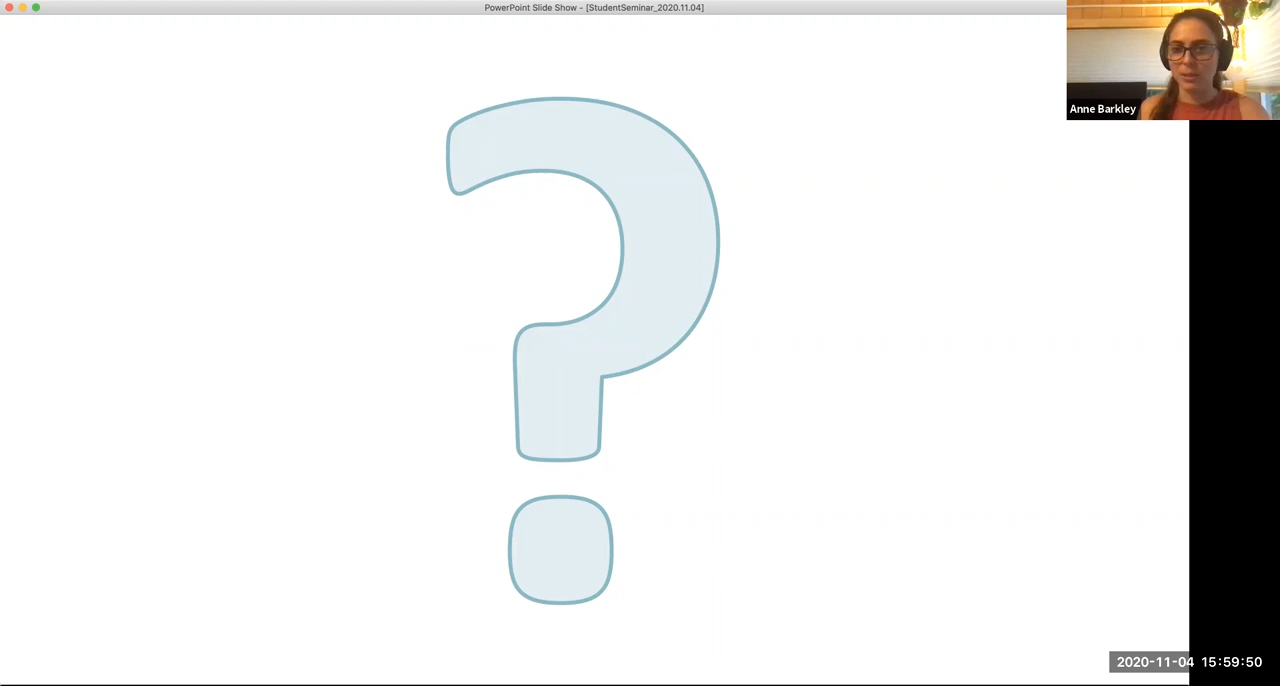 PowerPoint Slide Show - [StudentSeminar_2020.11.04]
Anne Barkley
?
2020-11-04 15:59:50